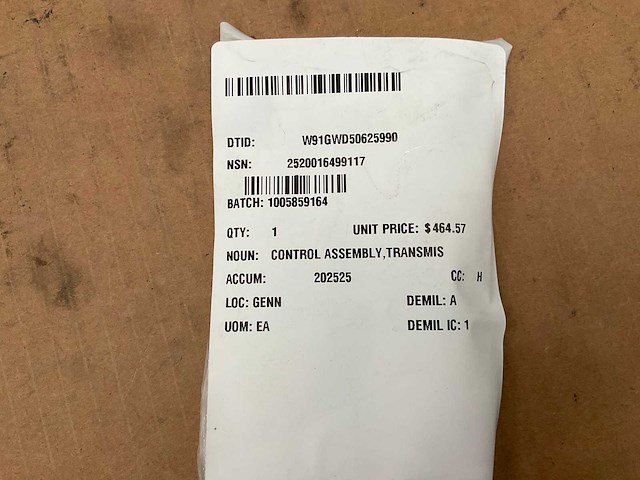 DTID: W91GWD50625990
NSN: 2520016499117
BATCH: 1005859164
QTY: 1 UNIT PRICE: $464.57
NOUN: CONTROL ASSEMBLY,TRANSMIS
ACCUM: 202525 CC: H
LOC: GENN DEMIL: A
UOM: EA DEMIL IC: 1